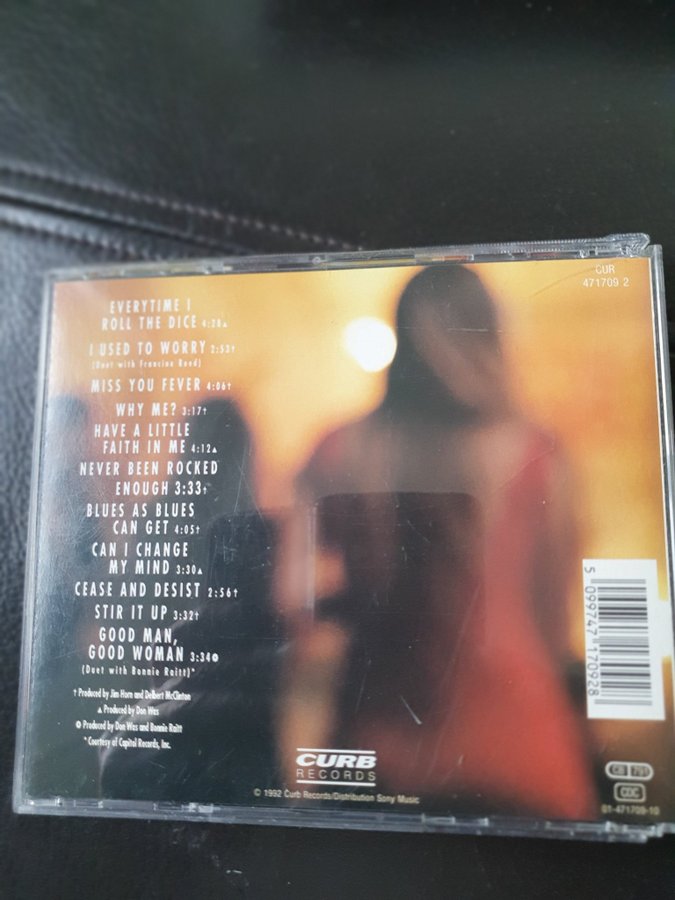 CUR
471709 2
EVERYTIME I
ROLL THE DICE 4:28▲
I USED TO WORRY 2:53†
(Duet with Francine Reed)
MISS YOU FEVER 4:06†
WHY ME? 3:17†
HAVE A LITTLE
FAITH IN ME 4:12▲
NEVER BEEN ROCKED
ENOUGH 3:33†
BLUES AS BLUES
CAN GET 4:05†
CAN I CHANGE
MY MIND 3:30▲
CEASE AND DESIST 2:56†
STIR IT UP 3:32†
GOOD MAN,
GOOD WOMAN 3:34✪
(Duet with Bonnie Raitt)*
† Produced by Jim Horn and Delbert McClinton
▲ Produced by Don Was
✪ Produced by Don Was and Bonnie Raitt
* Courtesy of Capitol Records, Inc.
5 099747 170928
CURB
RECORDS
© 1992 Curb Records/Distribution Sony Music
CDC
01-471709-10